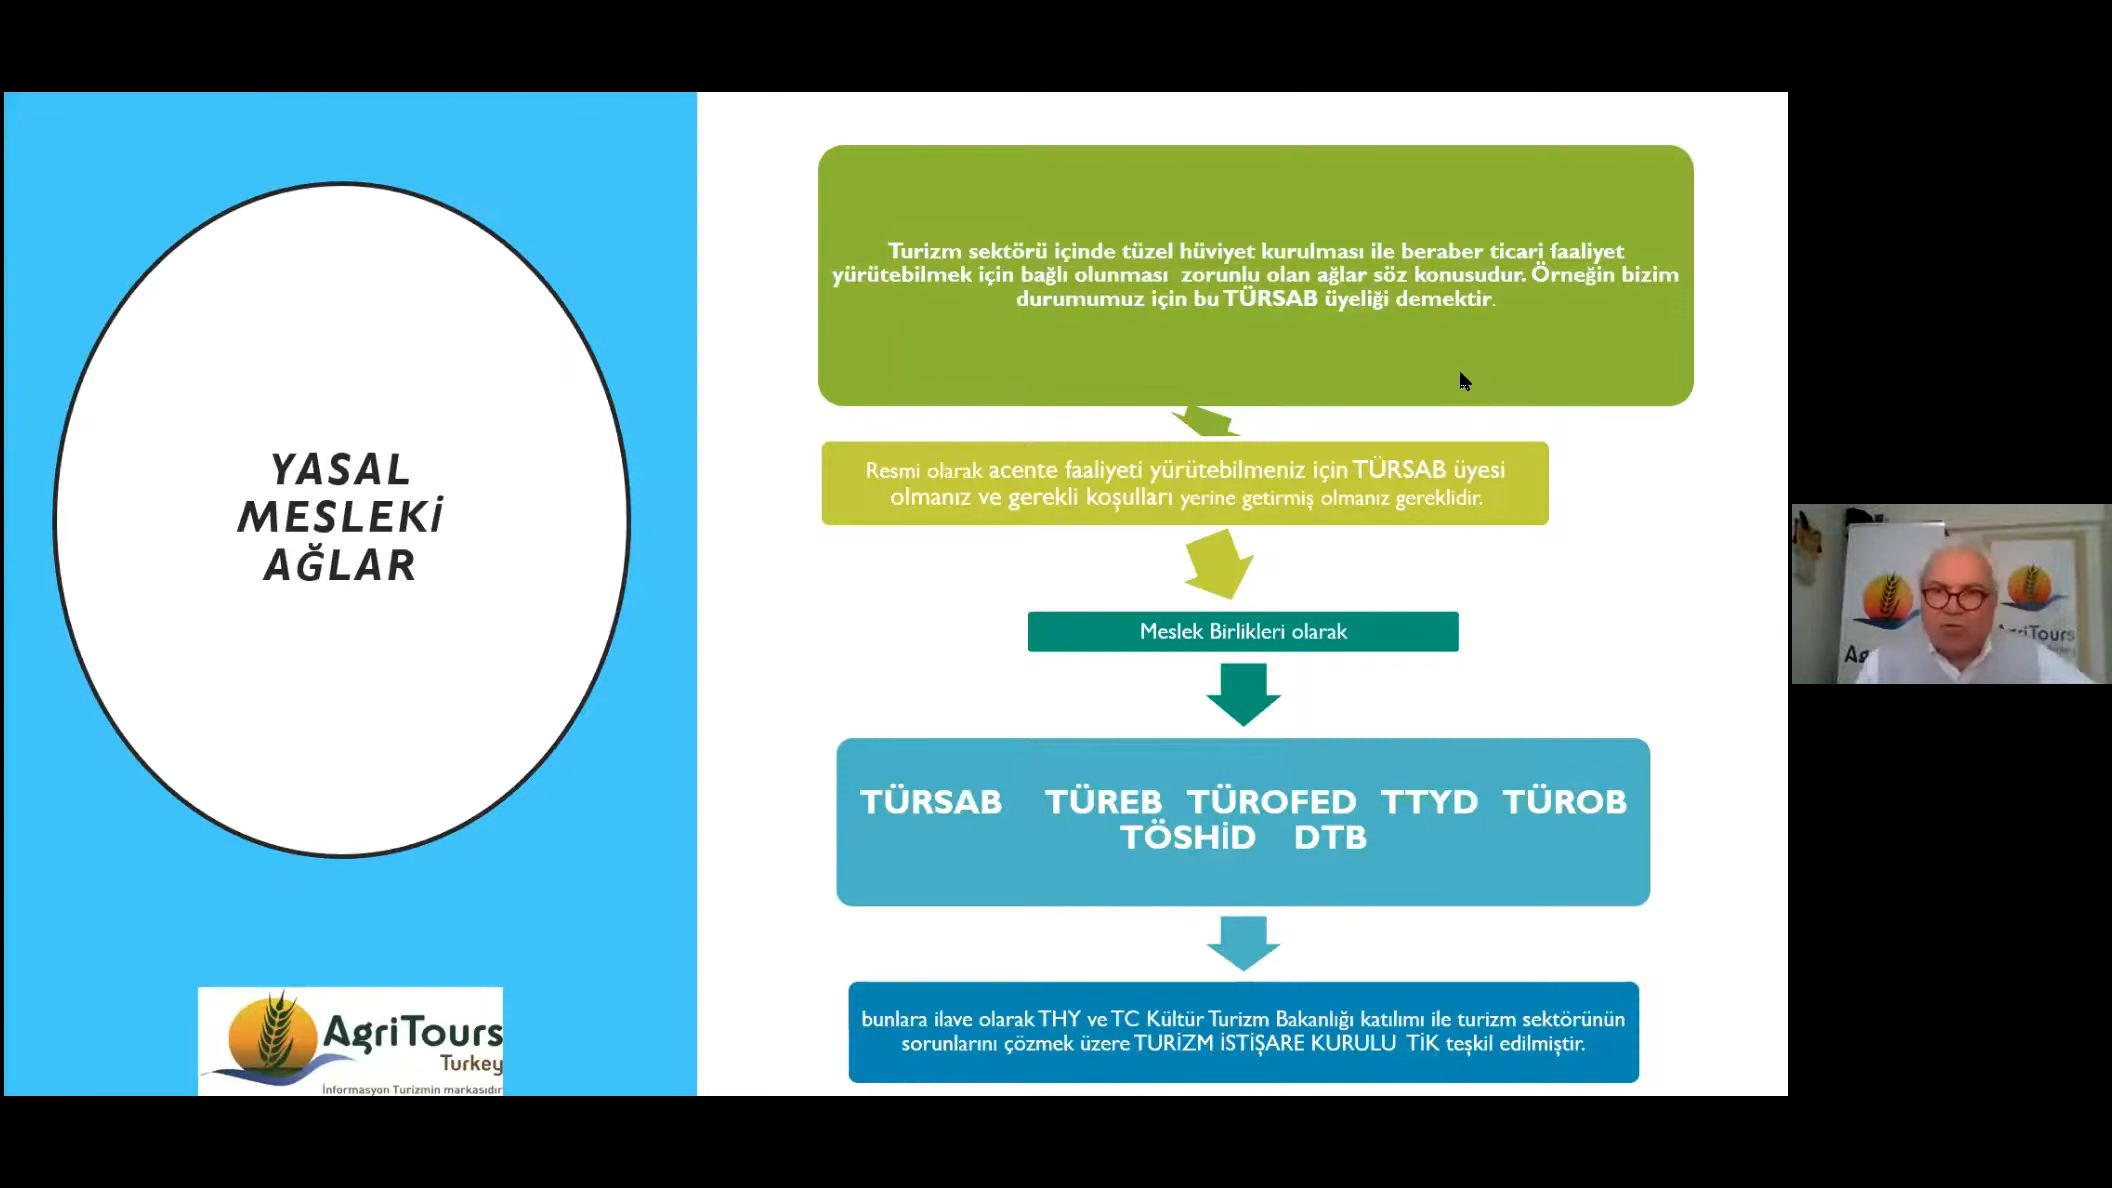 YASAL
MESLEKİ
AĞLAR
Turizm sektörü içinde tüzel hüviyet kurulması ile beraber ticari faaliyet
yürütebilmek için bağlı olunması zorunlu olan ağlar söz konusudur. Örneğin bizim
durumumuz için bu TÜRSAB üyeliği demektir.
Resmi olarak acente faaliyeti yürütebilmeniz için TÜRSAB üyesi
olmanız ve gerekli koşulları yerine getirmiş olmanız gereklidir.
Meslek Birlikleri olarak
TÜRSAB TÜREB TÜROFED TTYD TÜROB
TÖSHİD DTB
bunlara ilave olarak THY ve TC Kültür Turizm Bakanlığı katılımı ile turizm sektörünün
sorunlarını çözmek üzere TURİZM İSTİŞARE KURULU TİK teşkil edilmiştir.
AgriTours
Turkey
İnformasyon Turizmin markasıdır